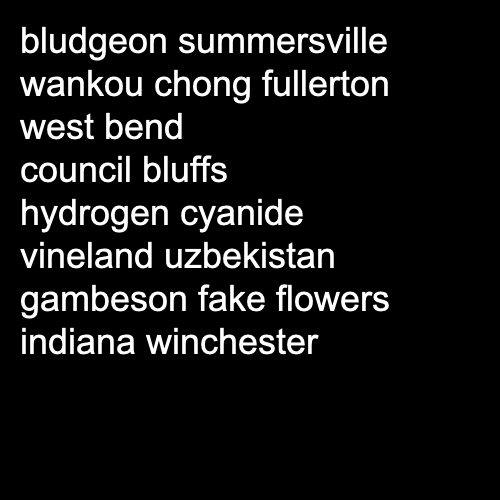 bludgeon summersville
wankou chong fullerton
west bend
council bluffs
hydrogen cyanide
vineland uzbekistan
gambeson fake flowers
indiana winchester